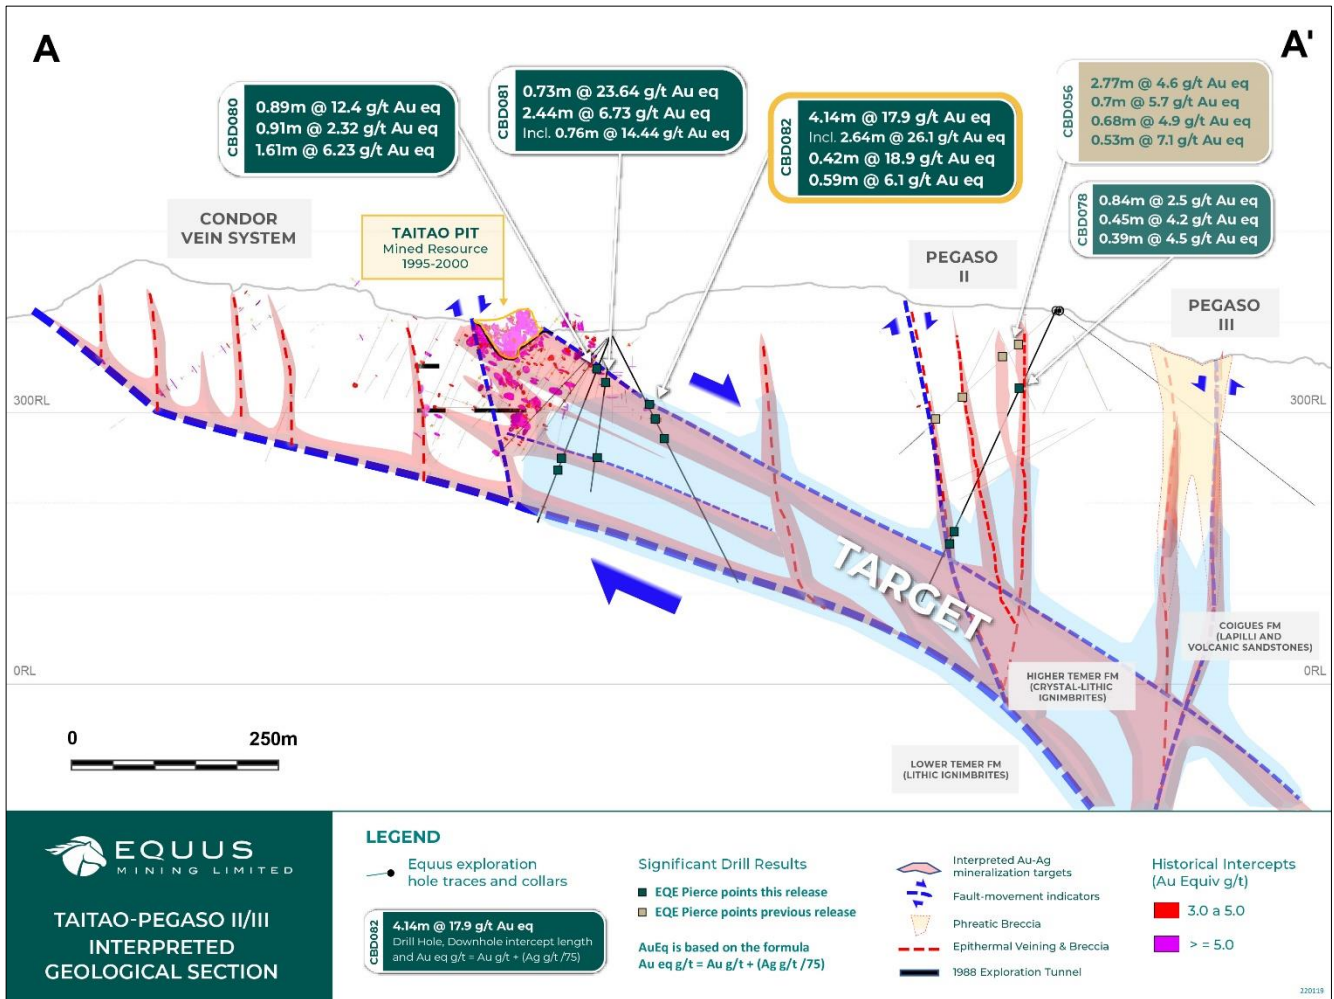 A
A'
CBD080
0.89m @ 12.4 g/t Au eq
0.91m @ 2.32 g/t Au eq
1.61m @ 6.23 g/t Au eq
CBD081
0.73m @ 23.64 g/t Au eq
2.44m @ 6.73 g/t Au eq
Incl. 0.76m @ 14.44 g/t Au eq
CBD082
4.14m @ 17.9 g/t Au eq
Incl. 2.64m @ 26.1 g/t Au eq
0.42m @ 18.9 g/t Au eq
0.59m @ 6.1 g/t Au eq
CBD056
2.77m @ 4.6 g/t Au eq
0.7m @ 5.7 g/t Au eq
0.68m @ 4.9 g/t Au eq
0.53m @ 7.1 g/t Au eq
CBD078
0.84m @ 2.5 g/t Au eq
0.45m @ 4.2 g/t Au eq
0.39m @ 4.5 g/t Au eq
CONDOR
VEIN SYSTEM
TAITAO PIT
Mined Resource
1995-2000
PEGASO
II
PEGASO
III
300RL
300RL
TARGET
COIGUES FM
(LAPILLI AND
VOLCANIC SANDSTONES)
0RL
0RL
HIGHER TEMER FM
(CRYSTAL-LITHIC
IGNIMBRITES)
LOWER TEMER FM
(LITHIC IGNIMBRITES)
0
250m
EQUUS
MINING LIMITED
TAITAO-PEGASO II/III
INTERPRETED
GEOLOGICAL SECTION
LEGEND
Equus exploration
hole traces and collars
CBD082
4.14m @ 17.9 g/t Au eq
Drill Hole, Downhole intercept length
and Au eq g/t = Au g/t + (Ag g/t /75)
Significant Drill Results
EQE Pierce points this release
EQE Pierce points previous release
AuEq is based on the formula
Au eq g/t = Au g/t + (Ag g/t /75)
Interpreted Au-Ag
mineralization targets
Fault-movement indicators
Phreatic Breccia
Epithermal Veining & Breccia
1988 Exploration Tunnel
Historical Intercepts
(Au Equiv g/t)
3.0 a 5.0
> = 5.0
220119